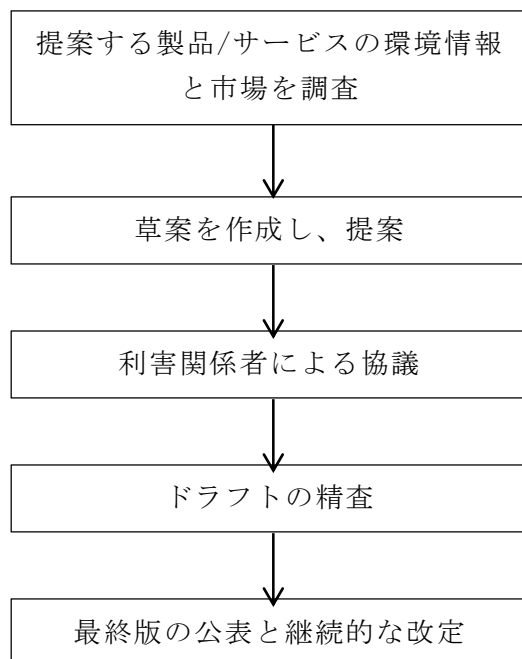 提案する製品/サービスの環境情報
と市場を調査
草案を作成し、提案
利害関係者による協議
ドラフトの精査
最終版の公表と継続的な改定